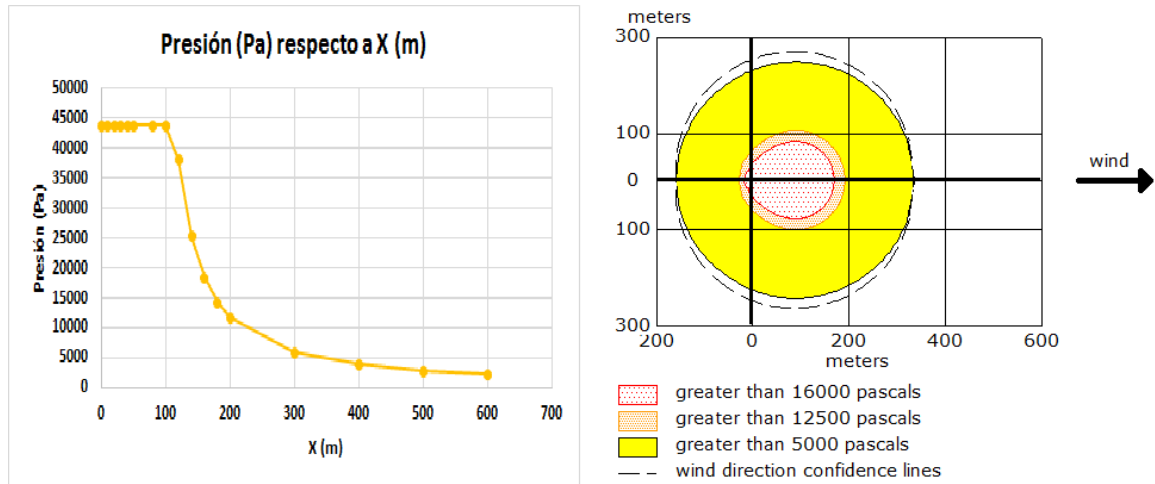 Presión (Pa) respecto a X (m)
Presión (Pa)
50000
45000
40000
35000
30000
25000
20000
15000
10000
5000
0
0 100 200 300 400 500 600 700
X (m)
meters
300
100
0
100
300
200 0 200 400 600
meters
wind
greater than 16000 pascals
greater than 12500 pascals
greater than 5000 pascals
wind direction confidence lines